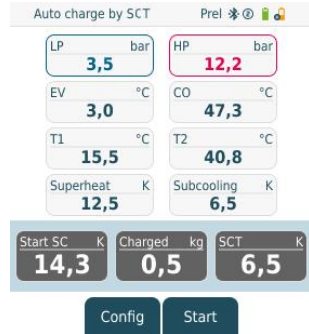 Auto charge by SCT Prel
LP bar HP bar
3,5 12,2
EV °C CO °C
3,0 47,3
T1 °C T2 °C
15,5 40,8
Superheat K Subcooling K
12,5 6,5
Start SC K Charged kg SCT K
14,3 0,5 6,5
Config Start